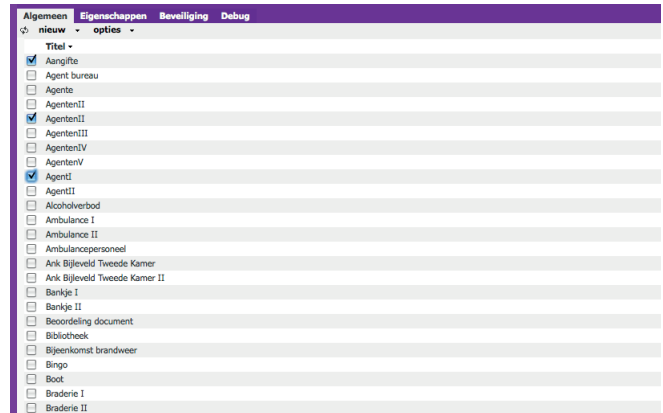 Algemeen Eigenschappen Beveiliging Debug
nieuw opties
Titel
Aangifte
Agent bureau
Agente
AgentenII
AgentenII
AgentenIII
AgentenIV
AgentenV
AgentI
AgentII
Alcoholverbod
Ambulance I
Ambulance II
Ambulancepersoneel
Ank Bijleveld Tweede Kamer
Ank Bijleveld Tweede Kamer II
Bankje I
Bankje II
Beoordeling document
Bibliotheek
Bijeenkomst brandweer
Bingo
Boot
Braderie I
Braderie II